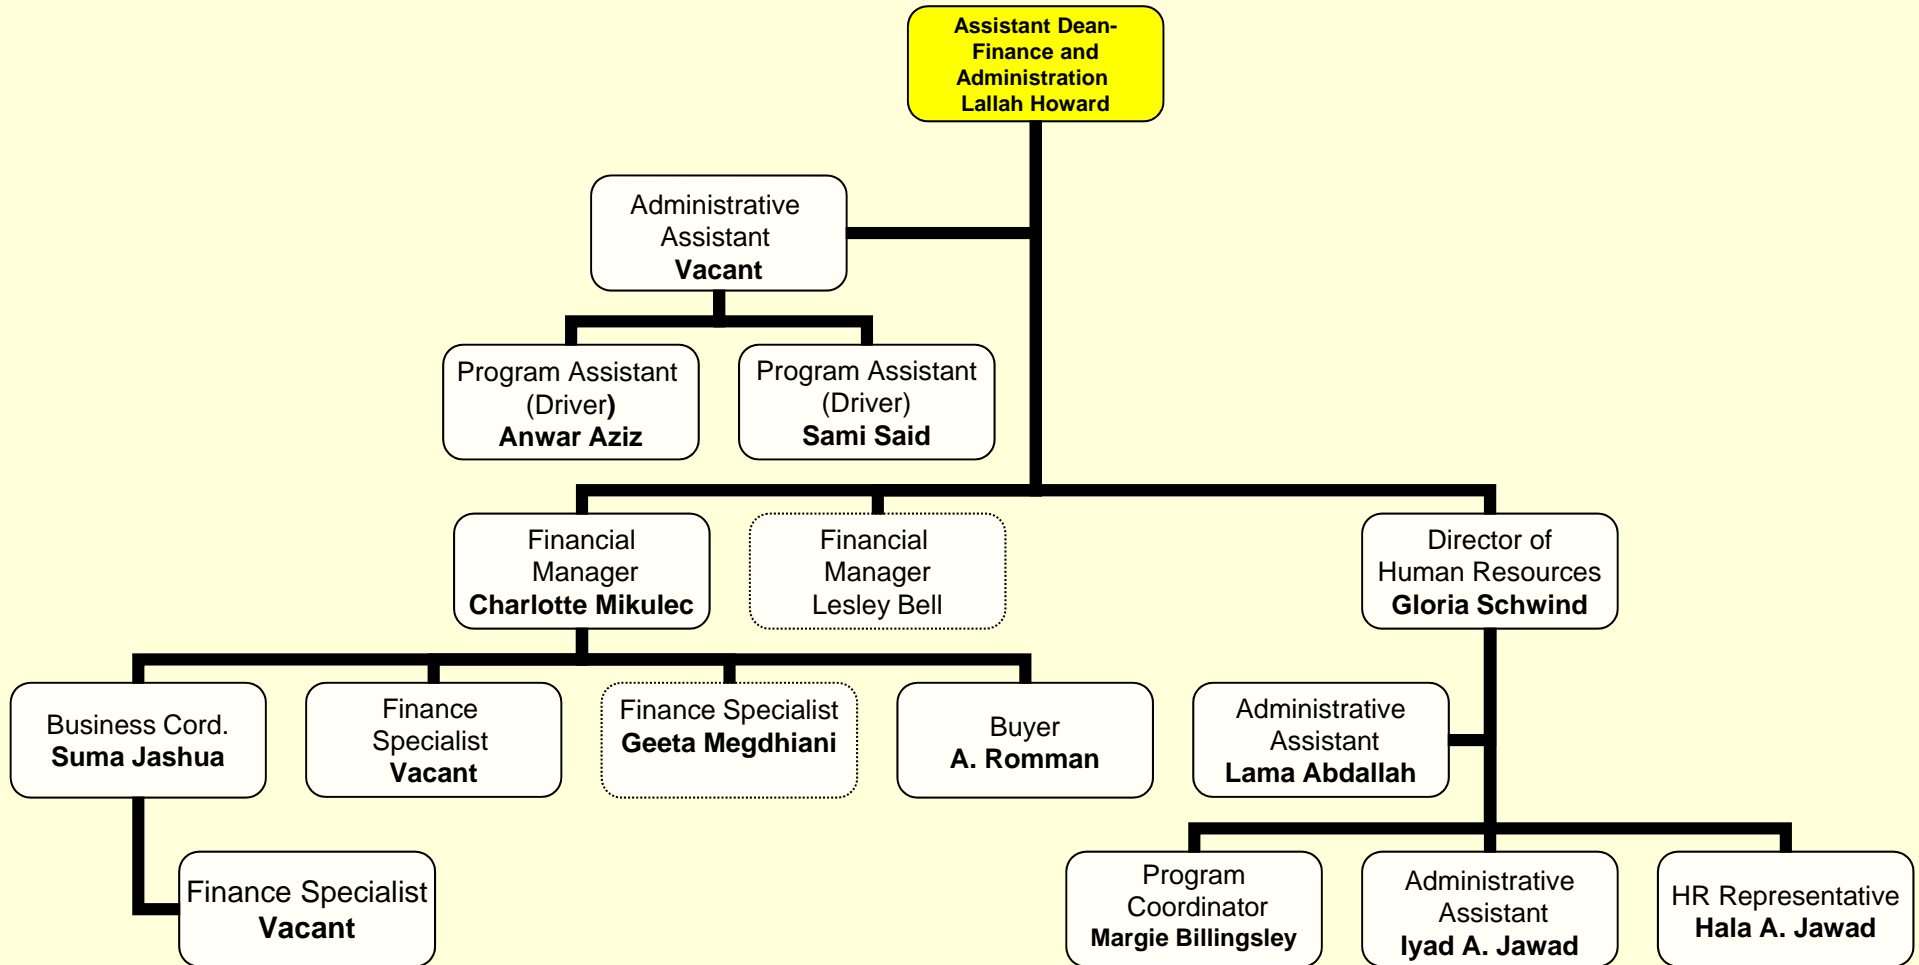 Assistant Dean-
Finance and
Administration
Lallah Howard
Administrative
Assistant
Vacant
Program Assistant
(Driver)
Anwar Aziz
Program Assistant
(Driver)
Sami Said
Financial
Manager
Charlotte Mikulec
Financial
Manager
Lesley Bell
Director of
Human Resources
Gloria Schwind
Business Cord.
Suma Jashua
Finance
Specialist
Vacant
Finance Specialist
Geeta Megdhiani
Buyer
A. Romman
Administrative
Assistant
Lama Abdallah
Finance Specialist
Vacant
Program
Coordinator
Margie Billingsley
Administrative
Assistant
Iyad A. Jawad
HR Representative
Hala A. Jawad